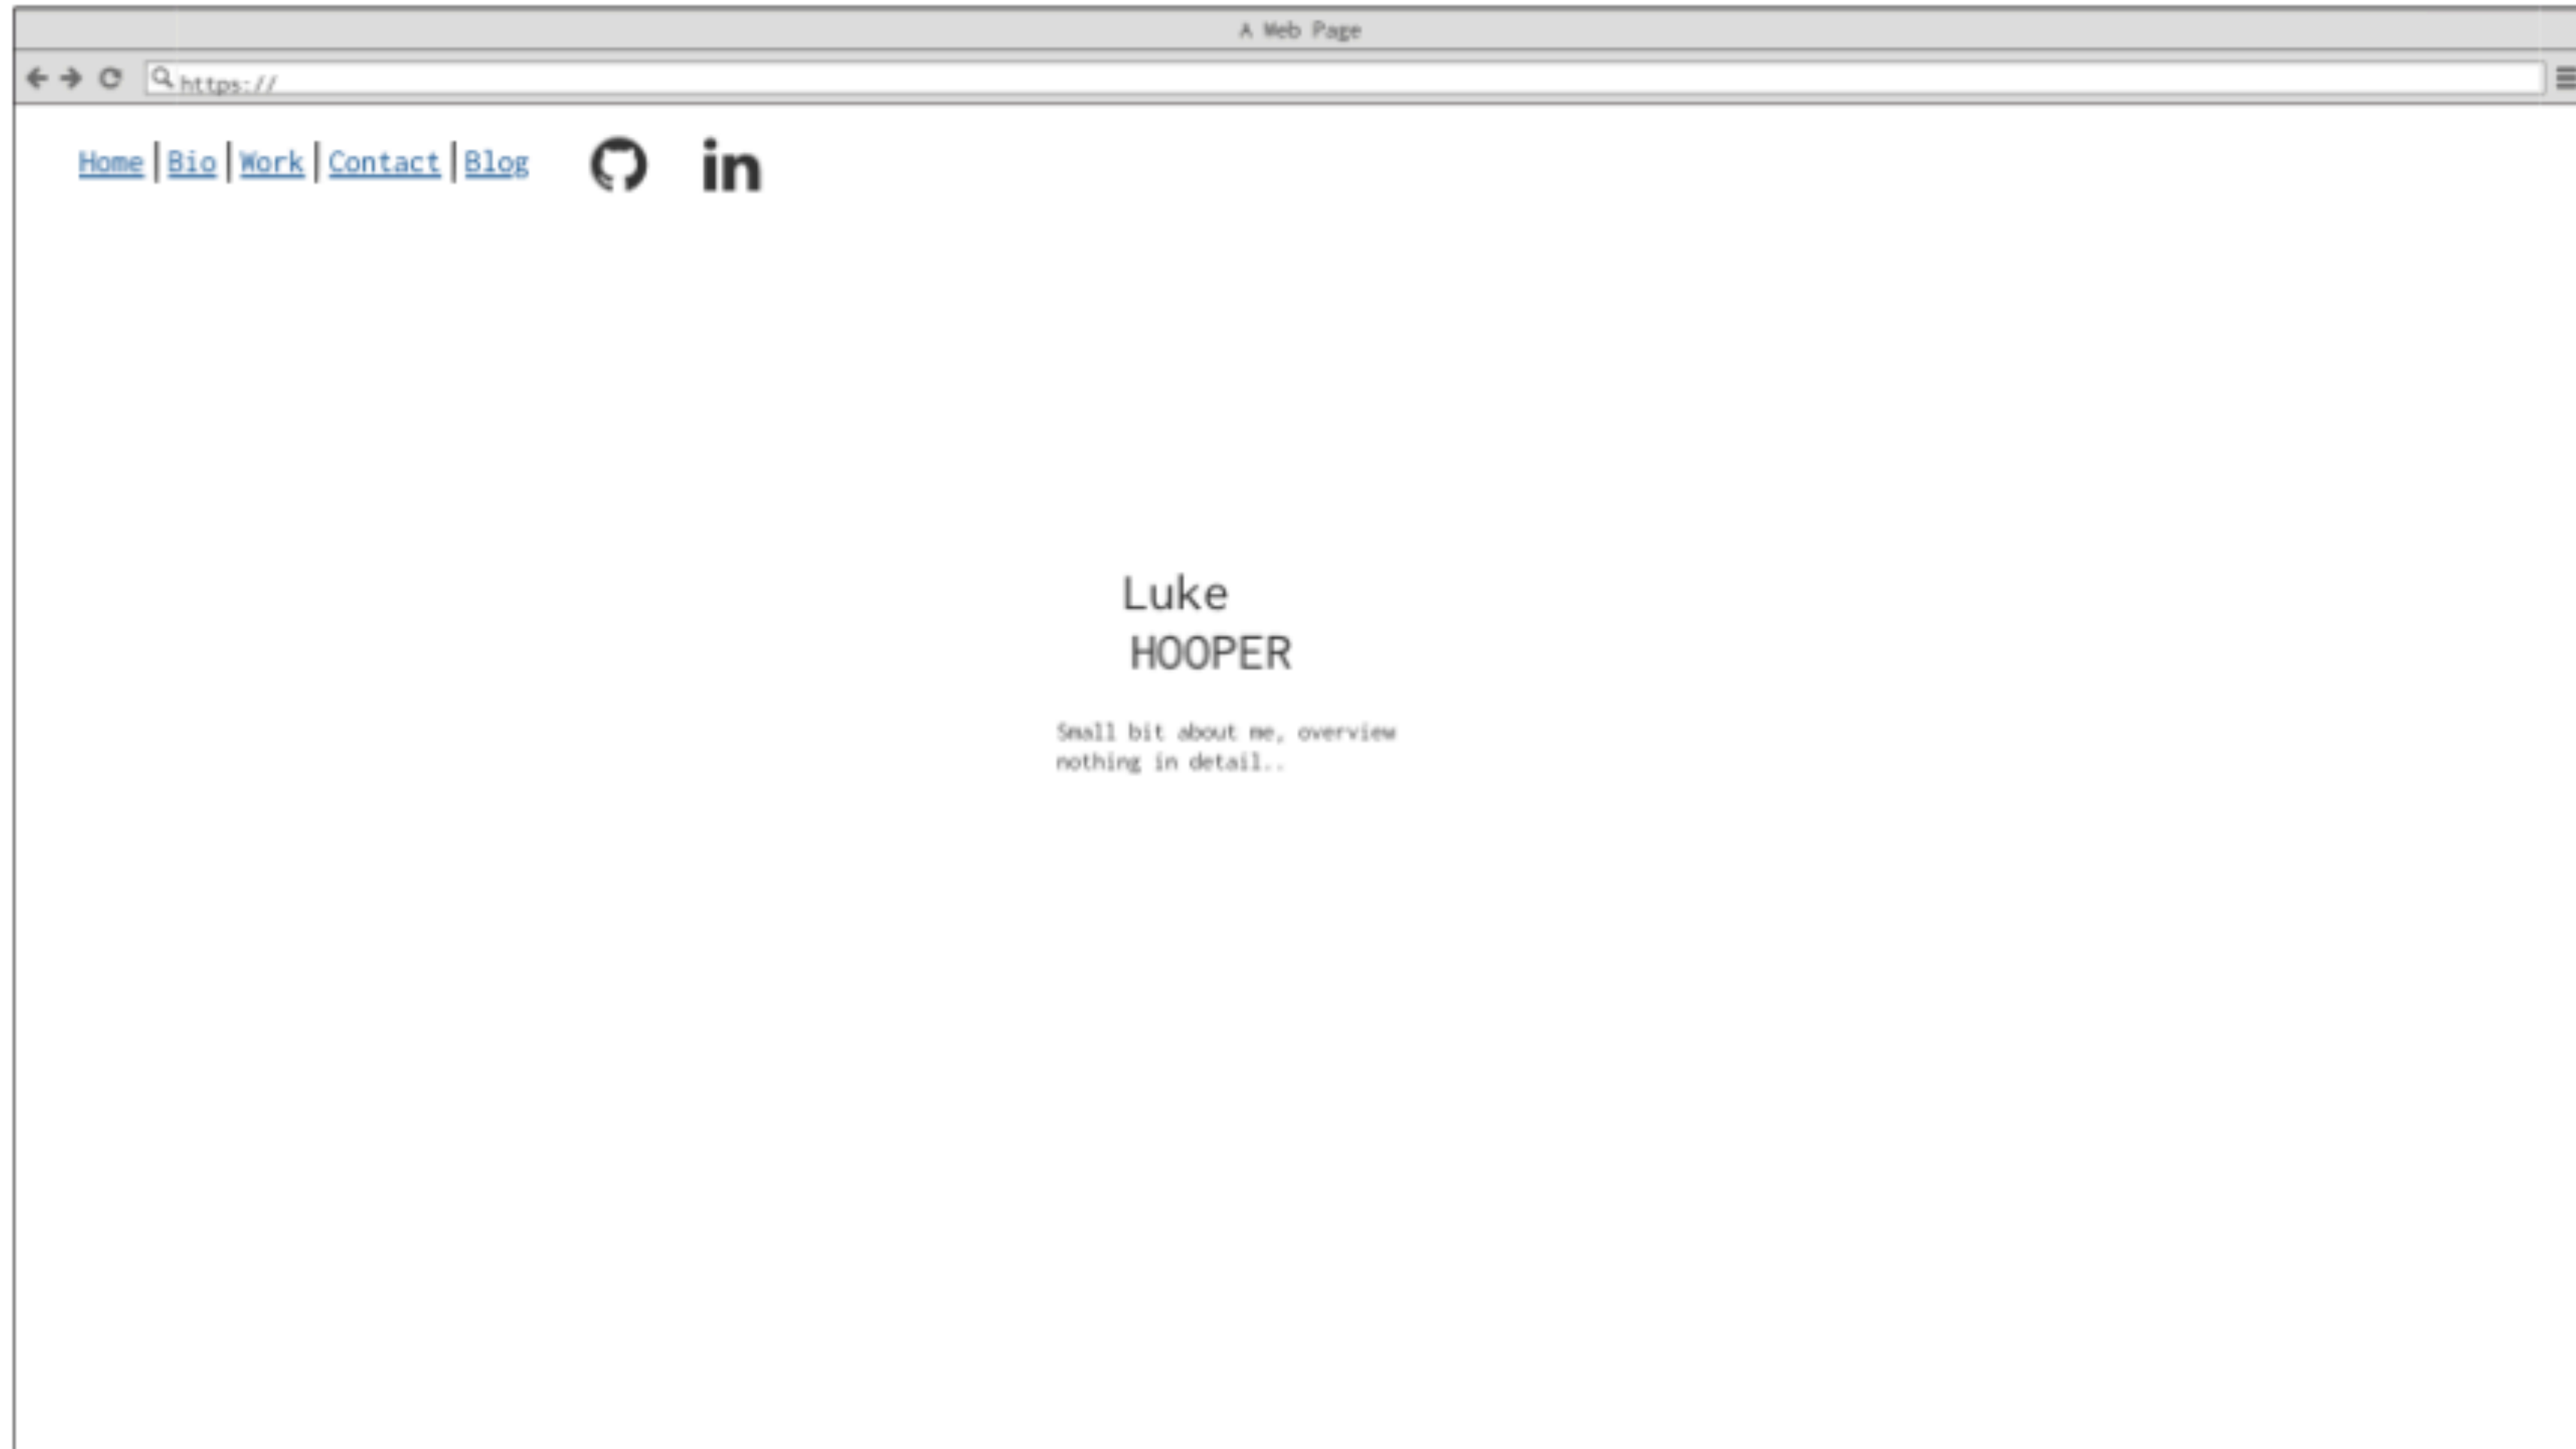 A Web Page
https://
Home | Bio | Work | Contact | Blog in
Luke
HOOPER
Small bit about me, overview
nothing in detail..